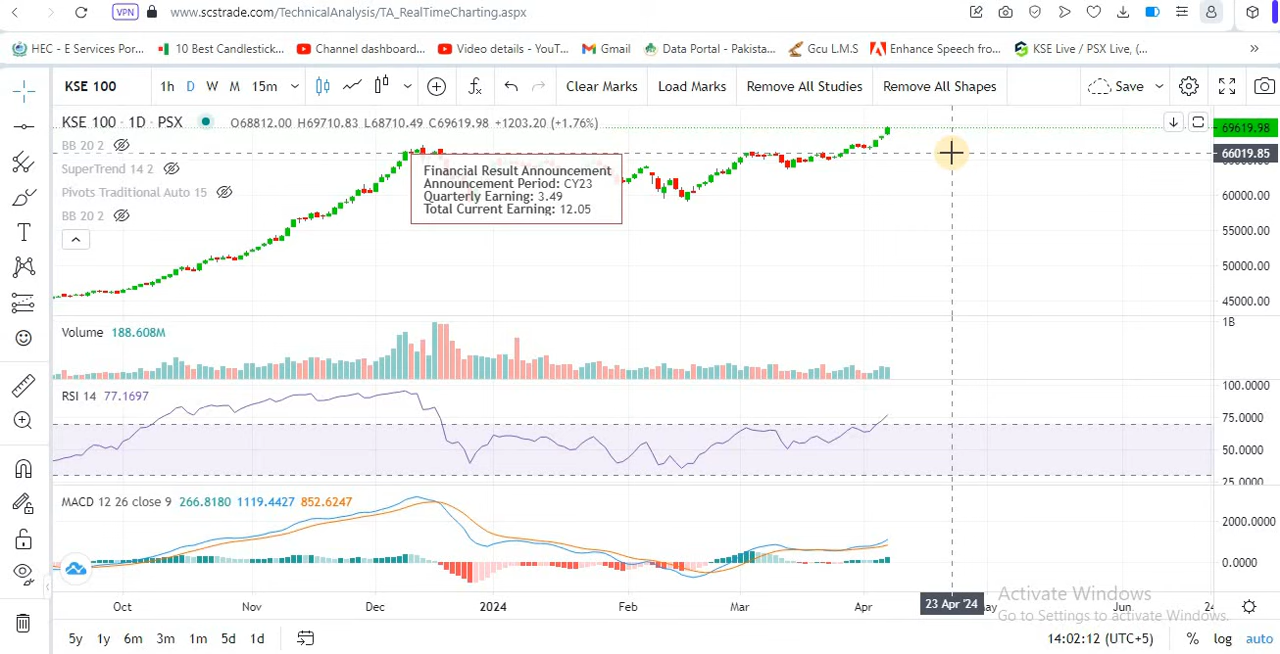 VPN www.scstrade.com/TechnicalAnalysis/TA_RealTimeCharting.aspx
HEC - E Services Por... 10 Best Candlestick... Channel dashboard... Video details - YouT... Gmail Data Portal - Pakista... Gcu L.M.S Enhance Speech from... KSE Live / PSX Live, (... »
KSE 100 1h D W M 15m Clear Marks Load Marks Remove All Studies Remove All Shapes Save
KSE 100 · 1D · PSX O68812.00 H69710.83 L68710.49 C69619.98 +1203.20 (+1.76%)
69619.98
BB 20 2
66019.85
SuperTrend 14 2
Financial Result Announcement
Announcement Period: CY23
Quarterly Earning: 3.49
Total Current Earning: 12.05
Pivots Traditional Auto 15
60000.00
BB 20 2
55000.00
50000.00
45000.00
Volume 188.608M
1B
RSI 14 77.1697
100.0000
75.0000
50.0000
25.0000
MACD 12 26 close 9 266.8180 1119.4427 852.6247
2000.0000
0.0000
Oct Nov Dec 2024 Feb Mar Apr 23 Apr '24 Jun 24
Activate Windows
Go to Settings to activate Windows.
5y 1y 6m 3m 1m 5d 1d 14:02:12 (UTC+5) % log auto